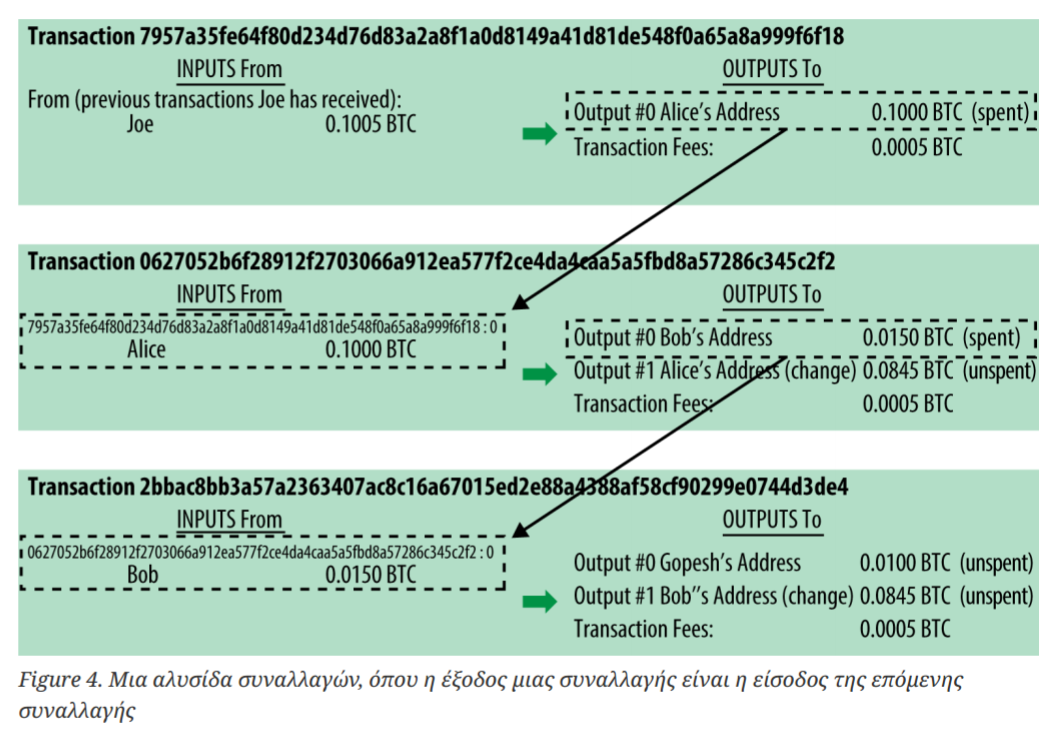 Transaction 7957a35fe64f80d234d76d83a2a8f1a0d8149a41d81de548f0a65a8a999f6f18
INPUTS From
OUTPUTS To
From (previous transactions Joe has received):
Joe 0.1005 BTC
Output #0 Alice's Address 0.1000 BTC (spent)
Transaction Fees: 0.0005 BTC
Transaction 0627052b6f28912f2703066a912ea577f2ce4da4caa5a5fbd8a57286c345c2f2
INPUTS From
OUTPUTS To
7957a35fe64f80d234d76d83a2a8f1a0d8149a41d81de548f0a65a8a999f6f18 : 0
Alice 0.1000 BTC
Output #0 Bob's Address 0.0150 BTC (spent)
Output #1 Alice's Address (change) 0.0845 BTC (unspent)
Transaction Fees: 0.0005 BTC
Transaction 2bbac8bb3a57a2363407ac8c16a67015ed2e88a4388af58cf90299e0744d3de4
INPUTS From
OUTPUTS To
0627052b6f28912f2703066a912ea577f2ce4da4caa5a5fbd8a57286c345c2f2 : 0
Bob 0.0150 BTC
Output #0 Gopesh's Address 0.0100 BTC (unspent)
Output #1 Bob''s Address (change) 0.0845 BTC (unspent)
Transaction Fees: 0.0005 BTC
Figure 4. Μια αλυσίδα συναλλαγών, όπου η έξοδος μιας συναλλαγής είναι η είσοδος της επόμενης
συναλλαγής